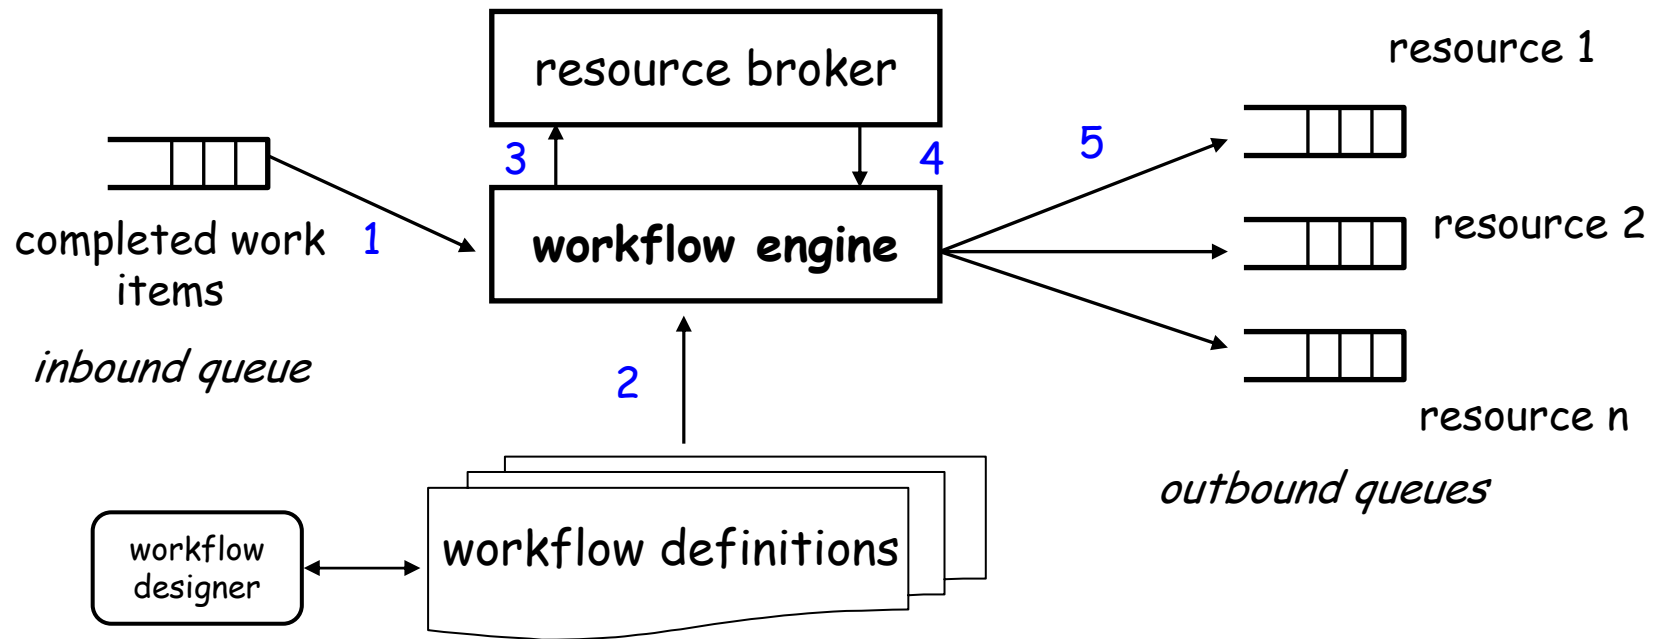 resource broker
resource 1
3
4
5
completed work
items
1
workflow engine
resource 2
inbound queue
2
resource n
outbound queues
workflow
designer
workflow definitions